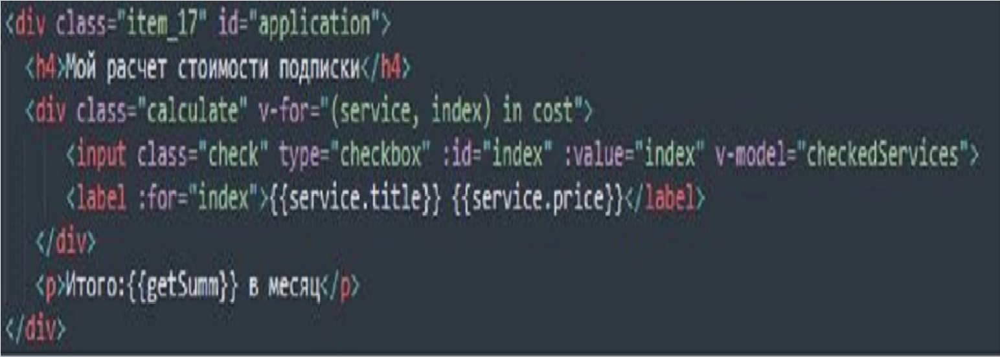 <div class="item_17" id="application">
<h4>Мой расчет стоимости подписки</h4>
<div class="calculate" v-for="(service, index) in cost">
<input class="check" type="checkbox" :id="index" :value="index" v-model="checkedServices">
<label :for="index">{{service.title}} {{service.price}}</label>
</div>
<p>Итого:{{getSumm}} в месяц</p>
</div>